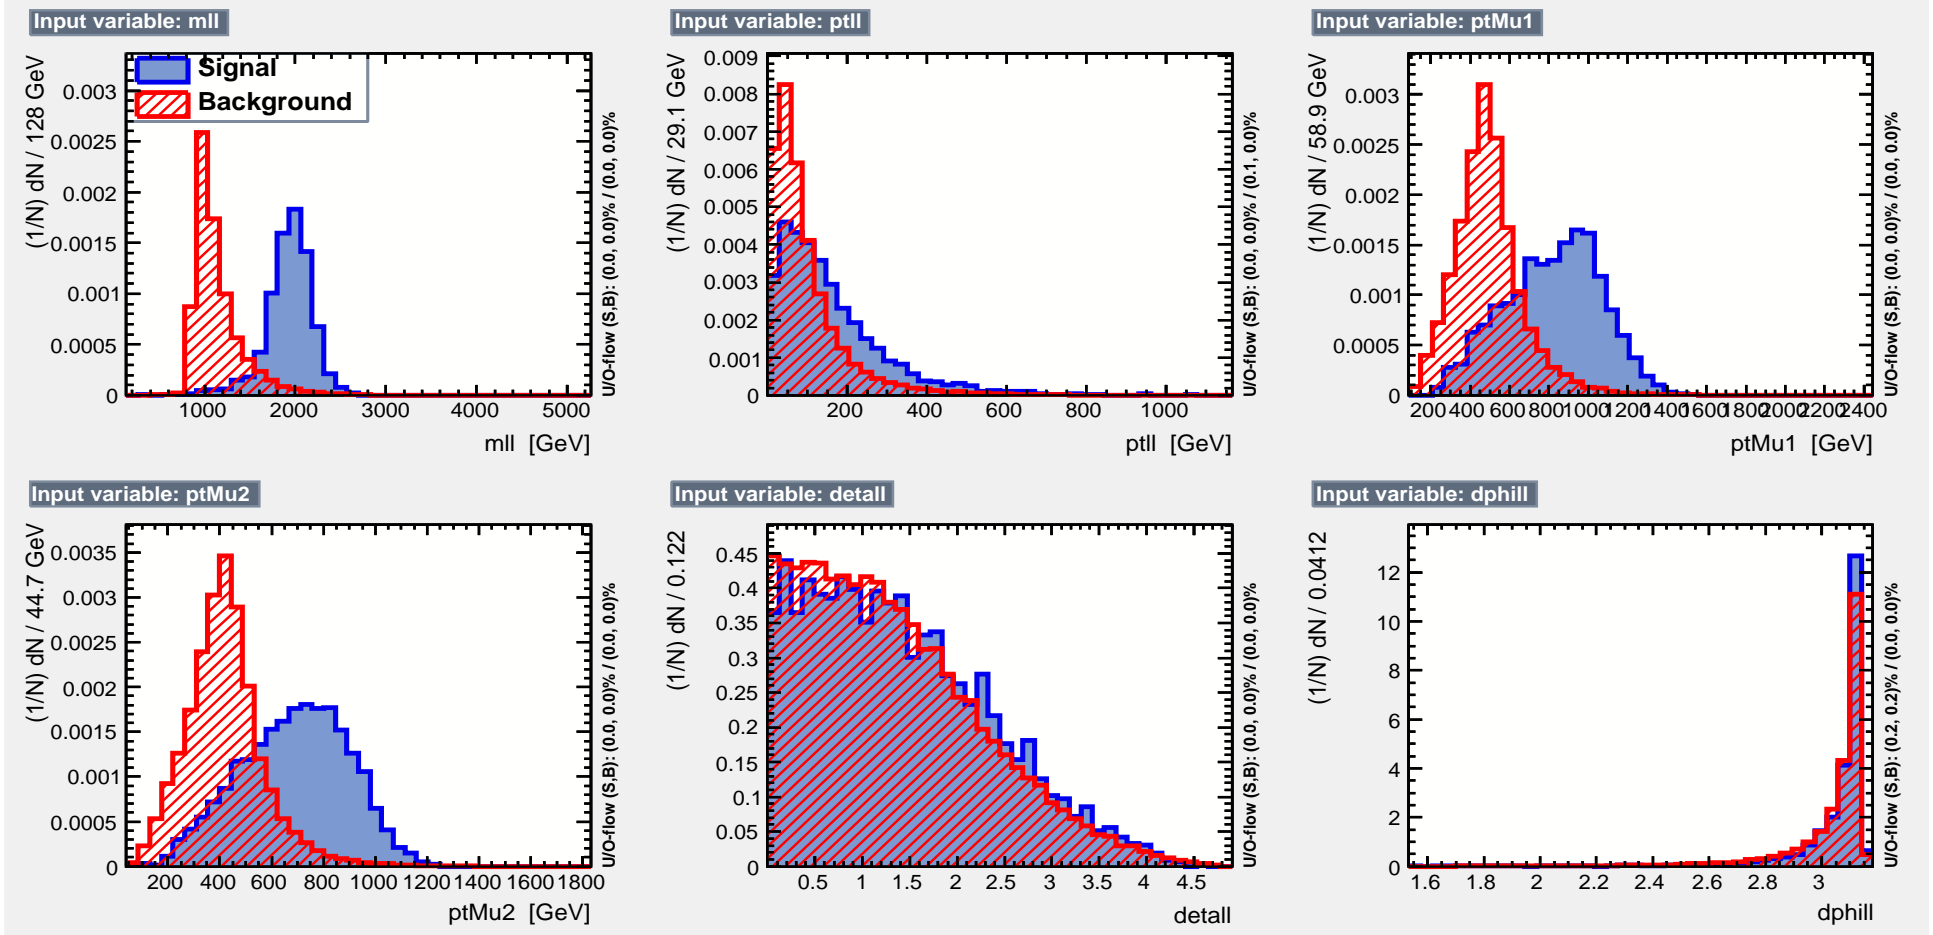 Input variable: mll
Signal
Background
(1/N) dN / 128 GeV
0.003
0.0025
0.002
0.0015
0.001
0.0005
0
1000 2000 3000 4000 5000
mll [GeV]
U/O-flow (S,B): (0.0, 0.0)% / (0.0, 0.0)%
Input variable: ptll
(1/N) dN / 29.1 GeV
0.009
0.008
0.007
0.006
0.005
0.004
0.003
0.002
0.001
0
200 400 600 800 1000
ptll [GeV]
U/O-flow (S,B): (0.0, 0.0)% / (0.1, 0.0)%
Input variable: ptMu1
(1/N) dN / 58.9 GeV
0.003
0.0025
0.002
0.0015
0.001
0.0005
0
200 400 600 800 1000 1200 1400 1600 1800 2000 2200 2400
ptMu1 [GeV]
U/O-flow (S,B): (0.0, 0.0)% / (0.0, 0.0)%
Input variable: ptMu2
(1/N) dN / 44.7 GeV
0.0035
0.003
0.0025
0.002
0.0015
0.001
0.0005
0
200 400 600 800 1000 1200 1400 1600 1800
ptMu2 [GeV]
U/O-flow (S,B): (0.0, 0.0)% / (0.0, 0.0)%
Input variable: detall
(1/N) dN / 0.122
0.45
0.4
0.35
0.3
0.25
0.2
0.15
0.1
0.05
0
0.5 1 1.5 2 2.5 3 3.5 4 4.5
detall
U/O-flow (S,B): (0.0, 0.0)% / (0.0, 0.0)%
Input variable: dphill
(1/N) dN / 0.0412
12
10
8
6
4
2
0
1.6 1.8 2 2.2 2.4 2.6 2.8 3
dphill
U/O-flow (S,B): (0.2, 0.2)% / (0.0, 0.0)%